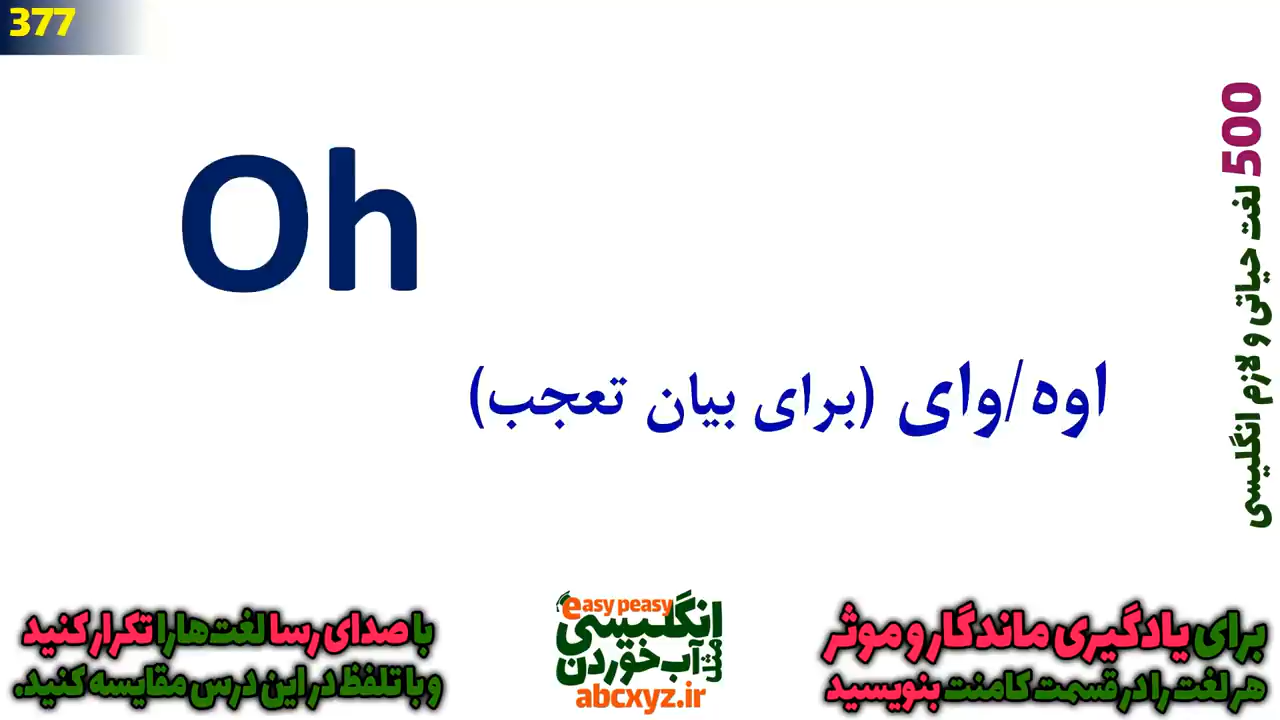 377
Oh
اوه/وای (برای بیان تعجب)
500 لغت حیاتی و لازم انگلیسی
برای یادگیری ماندگار و موثر
هر لغت را در قسمت کامنت بنویسید
easy peasy
انگلیسی
مثل آب خوردن
abcxyz.ir
با صدای رسا لغت‌ها را تکرار کنید
و با تلفظ در این درس مقایسه کنید.